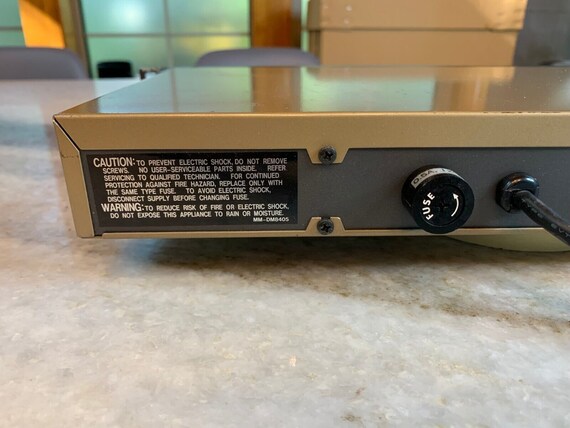 CAUTION: TO PREVENT ELECTRIC SHOCK, DO NOT REMOVE
SCREWS. NO USER-SERVICEABLE PARTS INSIDE. REFER
SERVICING TO QUALIFIED TECHNICIAN. FOR CONTINUED
PROTECTION AGAINST FIRE HAZARD, REPLACE ONLY WITH
THE SAME TYPE FUSE. TO AVOID ELECTRIC SHOCK,
DISCONNECT SUPPLY BEFORE CHANGING FUSE.
WARNING: TO REDUCE RISK OF FIRE OR ELECTRIC SHOCK,
DO NOT EXPOSE THIS APPLIANCE TO RAIN OR MOISTURE.
MM-DM8405
FUSE